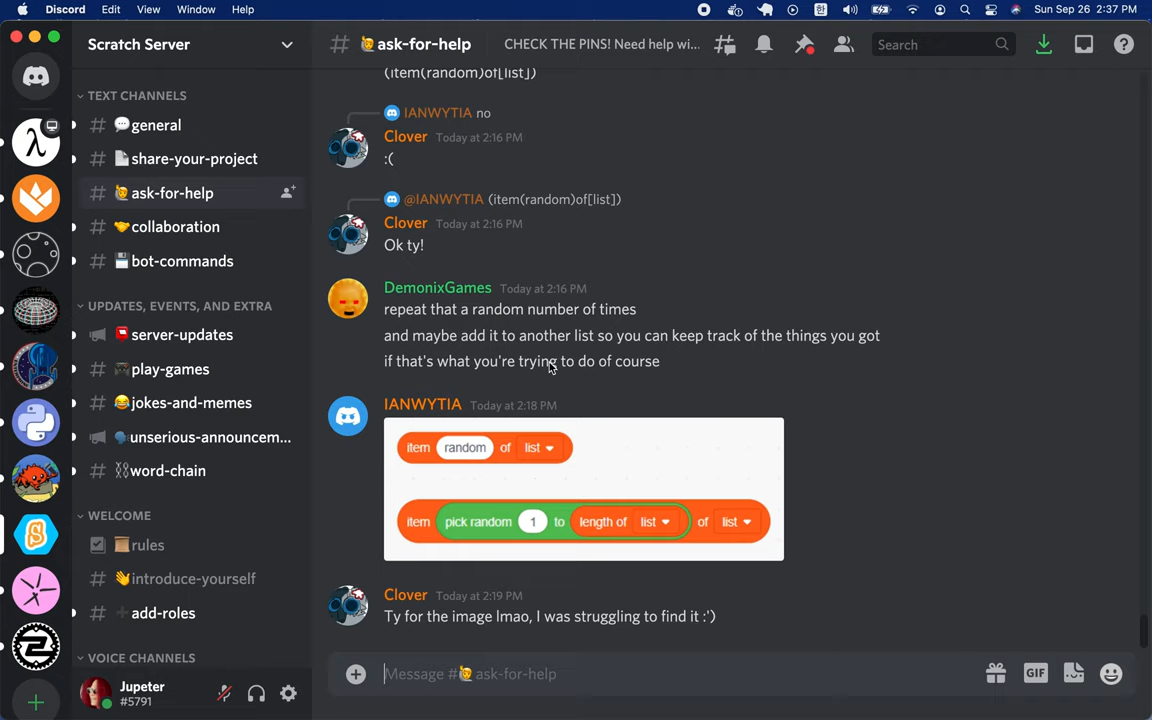 Discord Edit View Window Help 한 Sun Sep 26 2:37 PM
Scratch Server
TEXT CHANNELS
# 💬general
# 📄share-your-project
# 🙋ask-for-help
# 🤝collaboration
# 💾bot-commands
UPDATES, EVENTS, AND EXTRA
📮server-updates
# 🎮play-games
# 😂jokes-and-memes
🗣unserious-announcem...
# ⛓word-chain
WELCOME
📜rules
# 👋introduce-yourself
# ➕add-roles
VOICE CHANNELS
Jupeter
#5791
# 🙋ask-for-help CHECK THE PINS! Need help wi... Search
(item(random)of[list])
IANWYTIA no
Clover Today at 2:16 PM
:(
@IANWYTIA (item(random)of[list])
Clover Today at 2:16 PM
Ok ty!
DemonixGames Today at 2:16 PM
repeat that a random number of times
and maybe add it to another list so you can keep track of the things you got
if that's what you're trying to do of course
IANWYTIA Today at 2:18 PM
item random of list
item pick random 1 to length of list of list
Clover Today at 2:19 PM
Ty for the image lmao, I was struggling to find it :')
Message #🙋ask-for-help
GIF